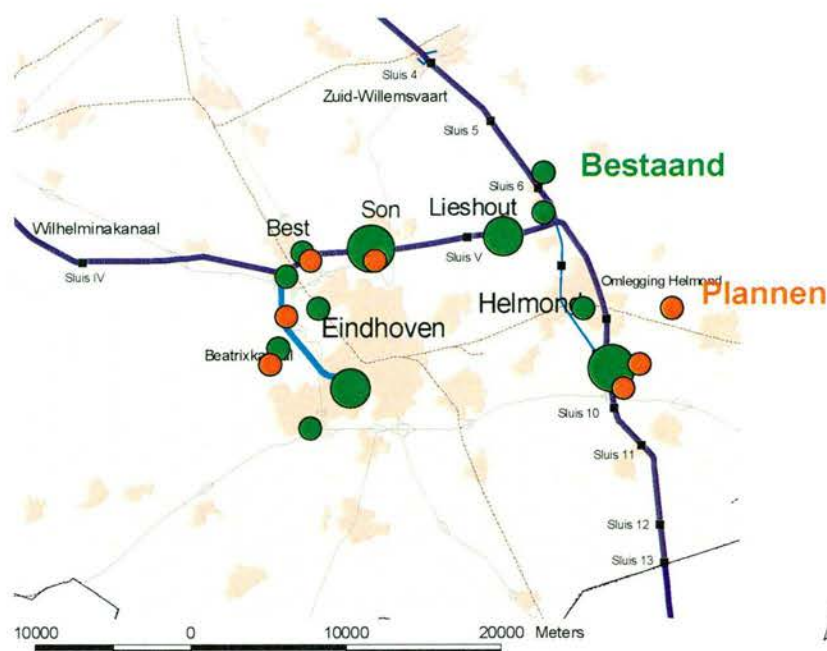 Sluis 4
Zuid-Willemsvaart
Sluis 5
Bestaand
Sluis 6
Son
Lieshout
Best
Wilhelminakanaal
Sluis V
Sluis IV
Omlegging Helmond
Plannen
Helmond
Eindhoven
Beatrixkanaal
Sluis 10
Sluis 11
Sluis 12
Sluis 13
10000 0 10000 20000 Meters